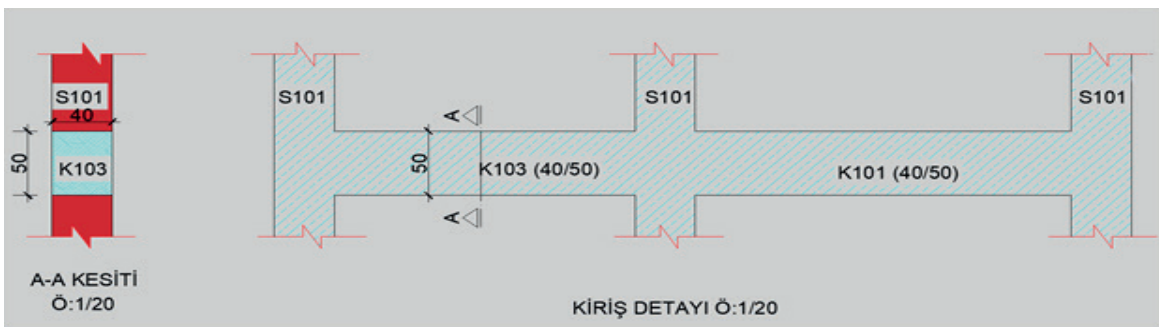 S101
40
50
K103
A-A KESİTİ
Ö:1/20
S101
S101
S101
A
50
K103 (40/50)
K101 (40/50)
A
KİRİŞ DETAYI Ö:1/20